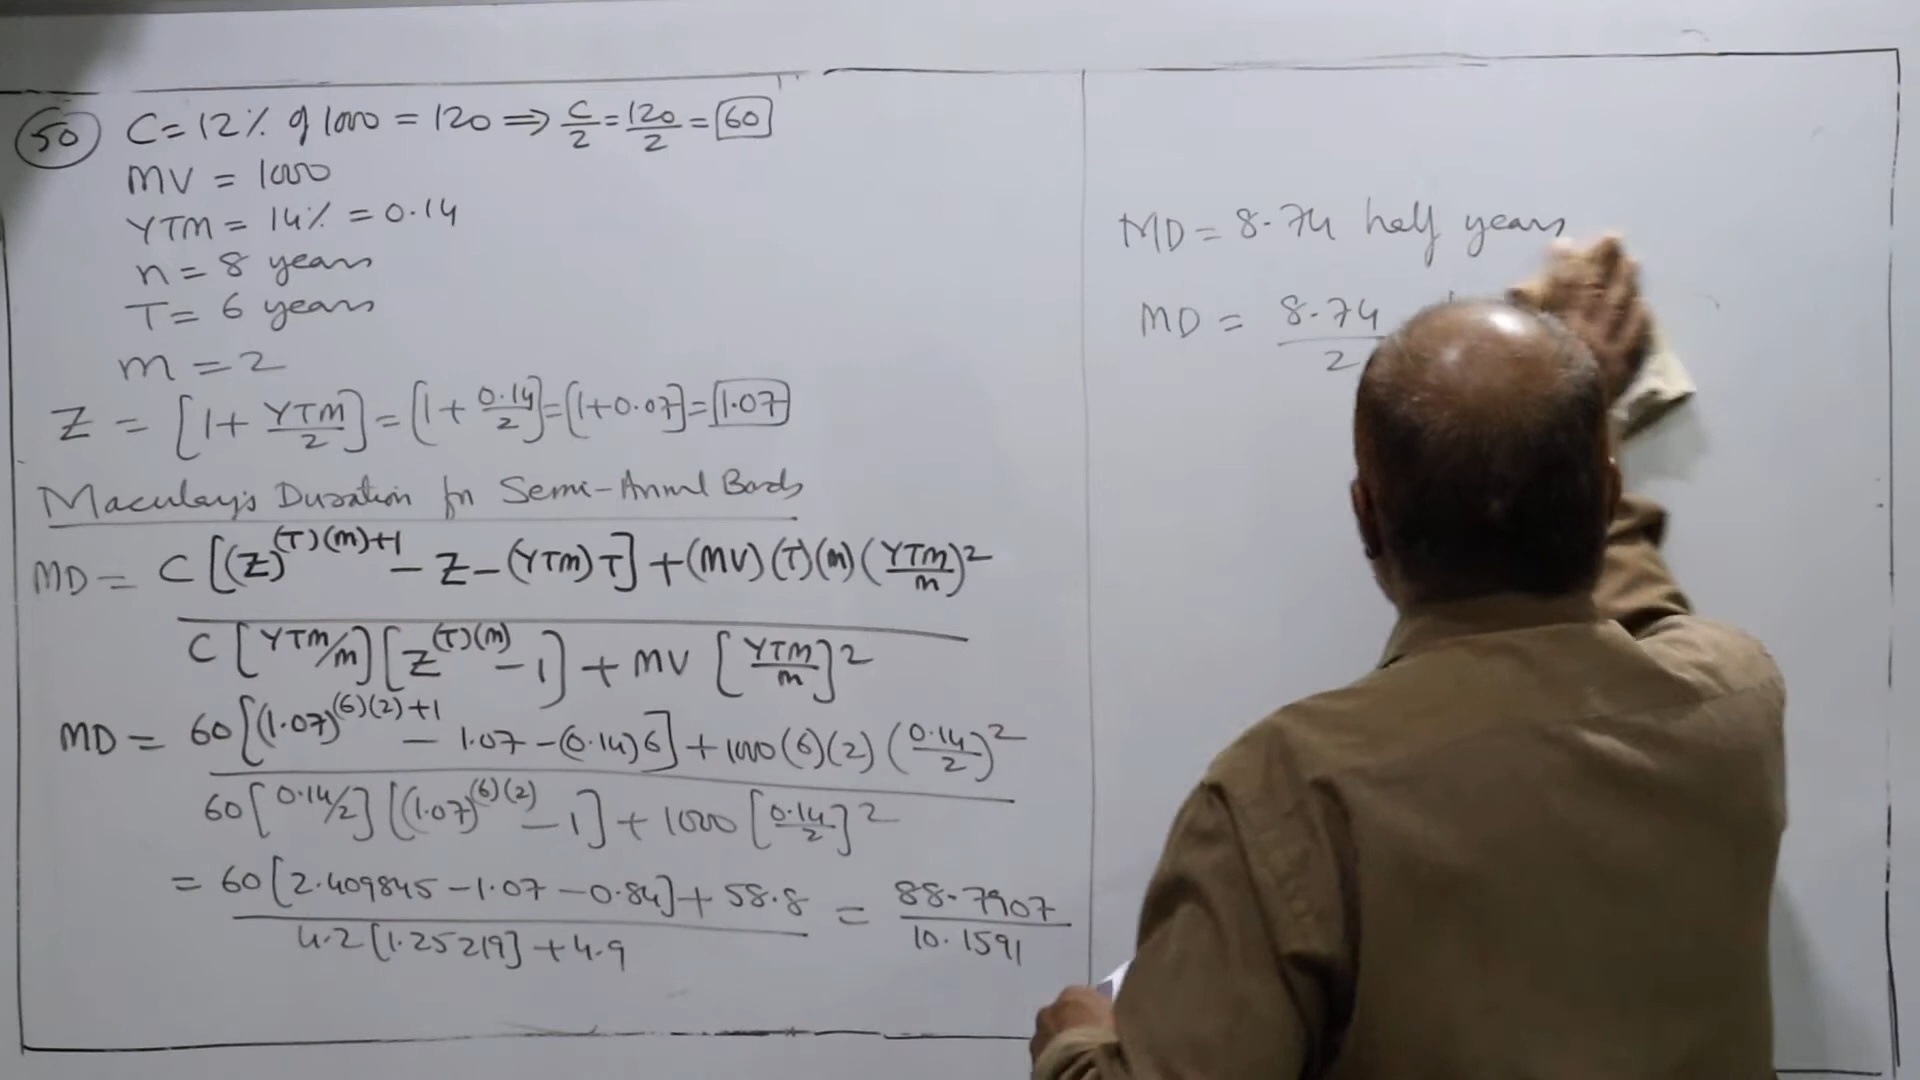 50 C = 12% of 1000 = 120 ⇒ C/2 = 120/2 = 60
MV = 1000
YTM = 14% = 0.14
n = 8 years
T = 6 years
m = 2
Z = [1 + YTM/2] = [1 + 0.14/2] = [1+0.07] = 1.07
Maculay's Duration for Semi-Annul Bonds
MD = C[(Z)^(T)(m)+1 - Z - (YTM)T] + (MV)(T)(m)(YTM/m)^2
C[YTM/m][Z^(T)(m) - 1] + MV[YTM/m]^2
MD = 60[(1.07)^(6)(2)+1 - 1.07 - (0.14)6] + 1000(6)(2)(0.14/2)^2
60[0.14/2][(1.07)^(6)(2) - 1] + 1000[0.14/2]^2
= 60[2.409845 - 1.07 - 0.84] + 58.8 = 88.7907
4.2[1.25219] + 4.9 10.1591
MD = 8.74 half years
MD = 8.74
2